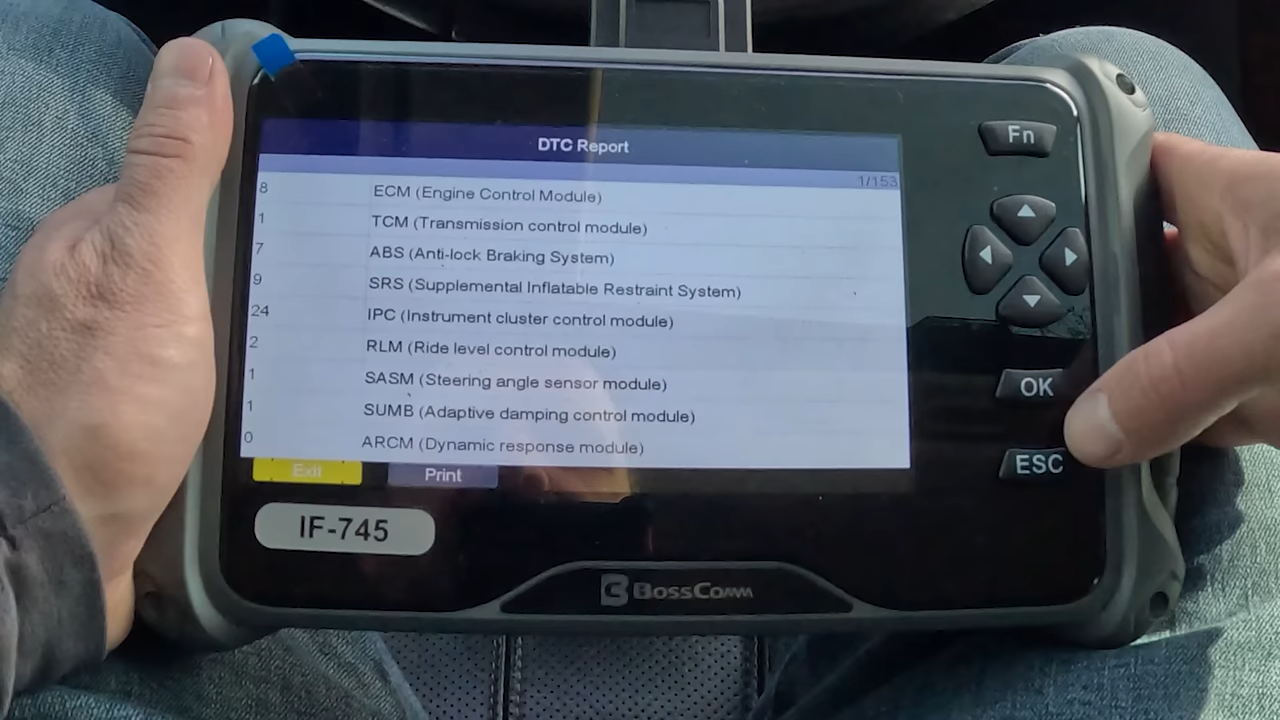 DTC Report
1/153
8 ECM (Engine Control Module)
1 TCM (Transmission control module)
7 ABS (Anti-lock Braking System)
9 SRS (Supplemental Inflatable Restraint System)
24 IPC (Instrument cluster control module)
2 RLM (Ride level control module)
1 SASM (Steering angle sensor module)
1 SUMB (Adaptive damping control module)
0 ARCM (Dynamic response module)
Exit Print
Fn
OK
ESC
IF-745
BossComm